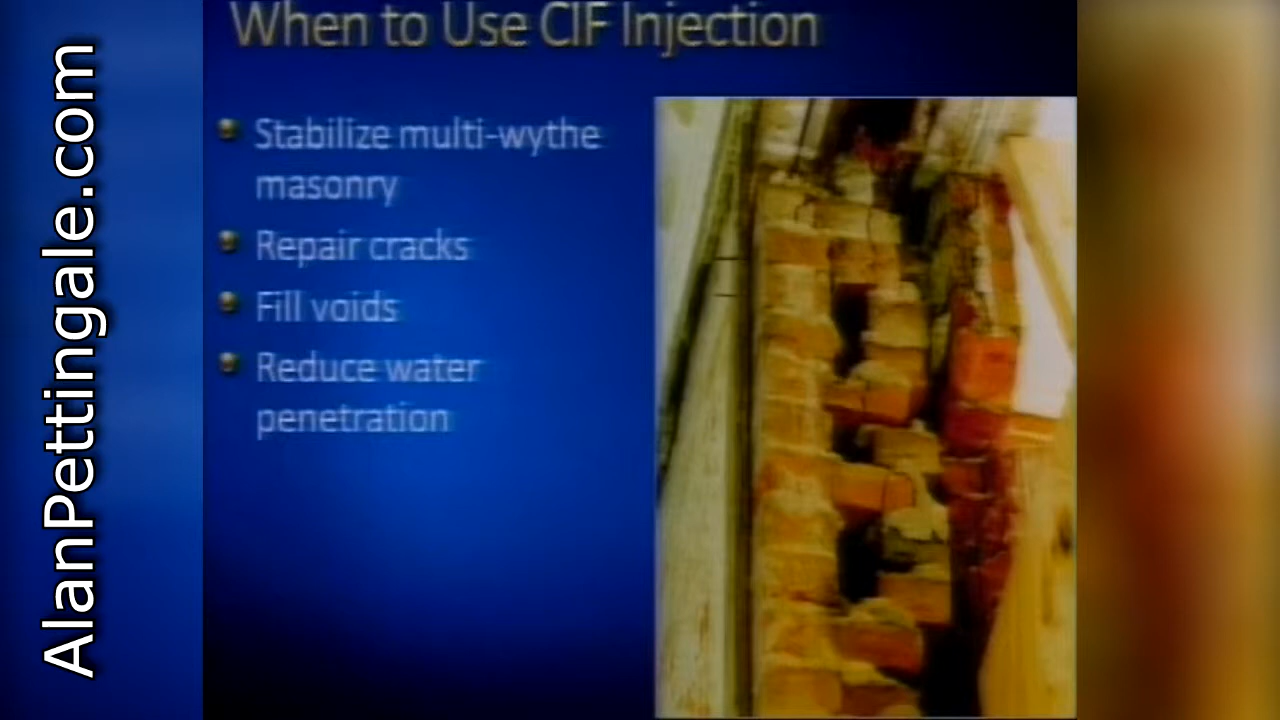 When to Use CIF Injection
Stabilize multi-wythe
masonry
Repair cracks
Fill voids
Reduce water
penetration
AlanPettingale.com